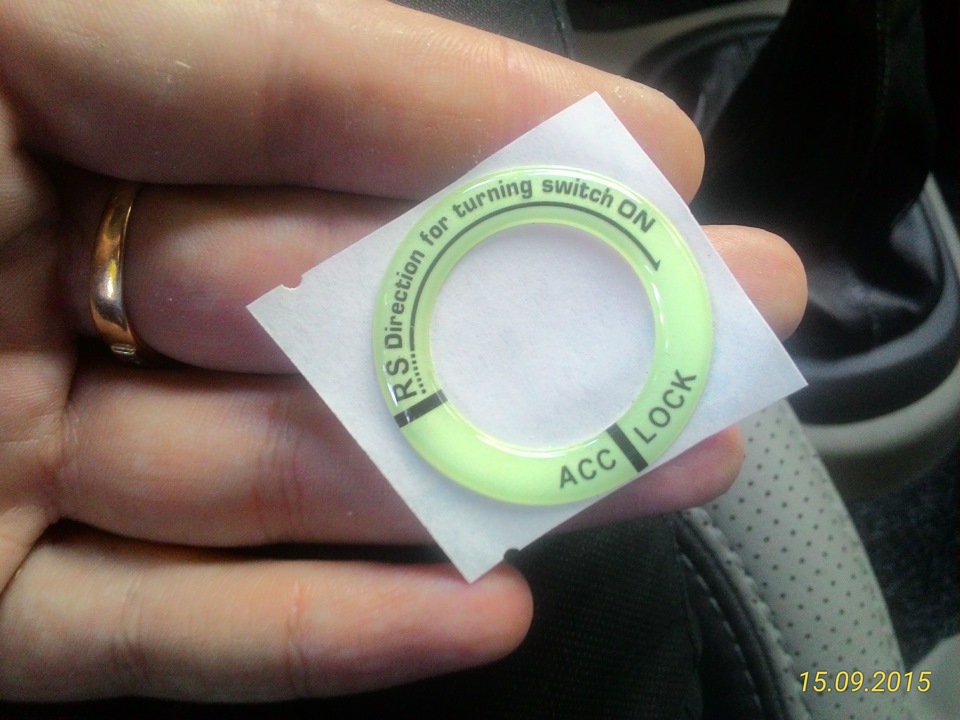 RS Direction for turning switch ON
LOCK
ACC
15.09.2015